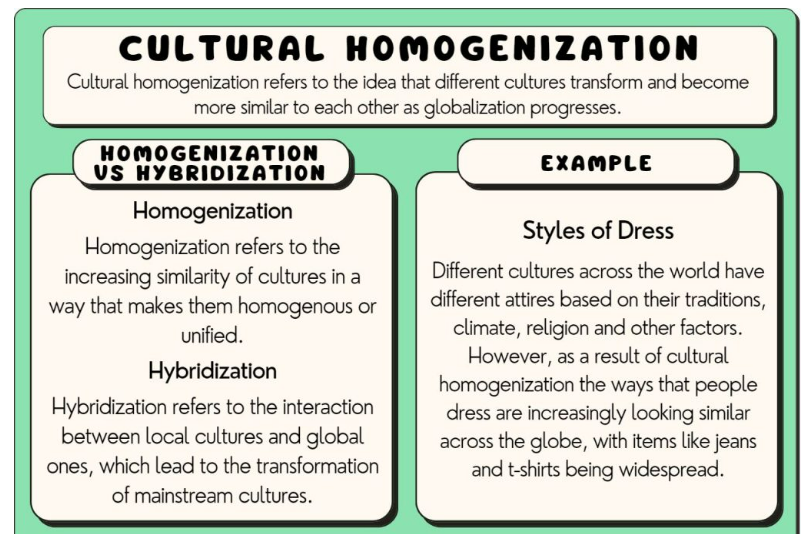 CULTURAL HOMOGENIZATION
Cultural homogenization refers to the idea that different cultures transform and become
more similar to each other as globalization progresses.
HOMOGENIZATION
VS HYBRIDIZATION
Homogenization
Homogenization refers to the
increasing similarity of cultures in a
way that makes them homogenous or
unified.
Hybridization
Hybridization refers to the interaction
between local cultures and global
ones, which lead to the transformation
of mainstream cultures.
EXAMPLE
Styles of Dress
Different cultures across the world have
different attires based on their traditions,
climate, religion and other factors.
However, as a result of cultural
homogenization the ways that people
dress are increasingly looking similar
across the globe, with items like jeans
and t-shirts being widespread.